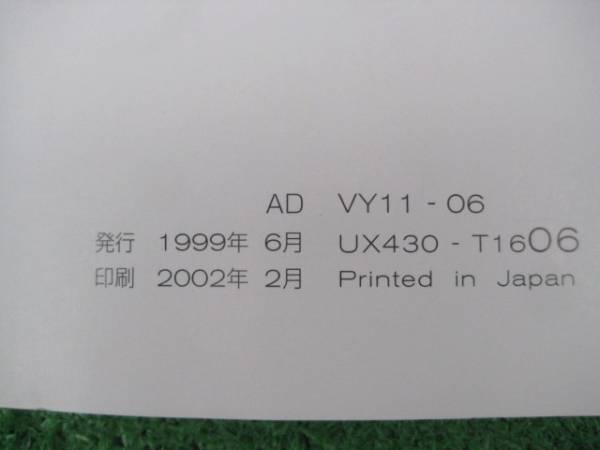 AD VY11 - 06
発行 1999年 6月 UX430 - T1606
印刷 2002年 2月 Printed in Japan